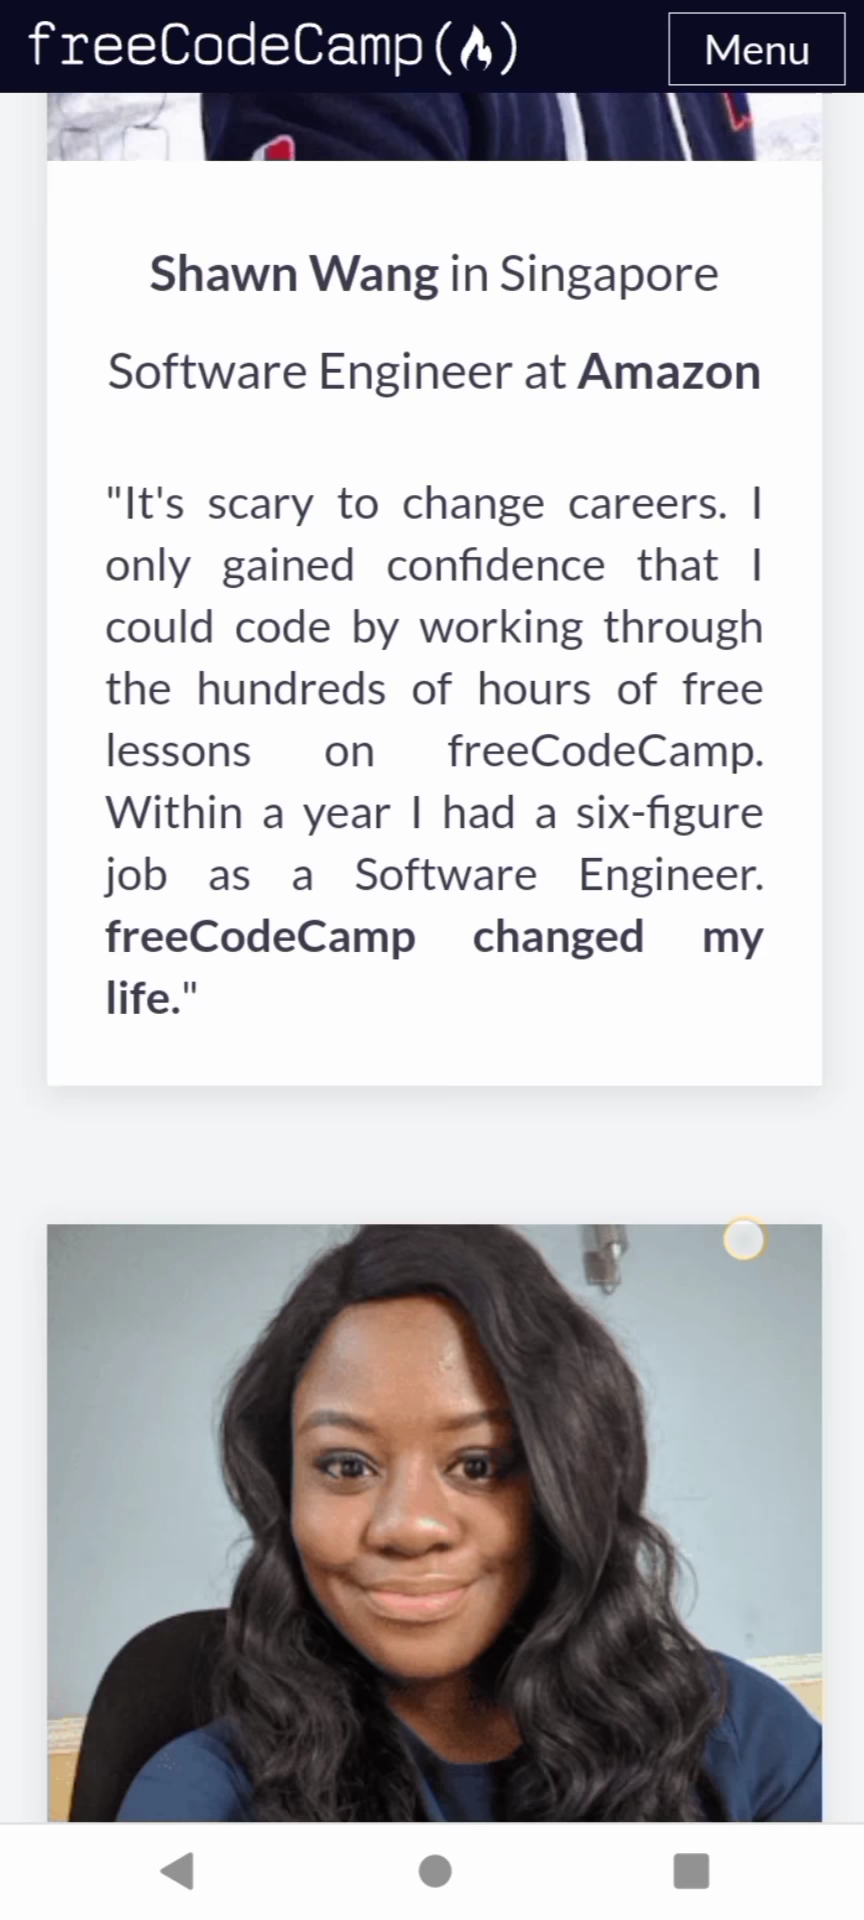 freeCodeCamp
Menu
Shawn Wang in Singapore
Software Engineer at Amazon
"It's scary to change careers. I
only gained confidence that I
could code by working through
the hundreds of hours of free
lessons on freeCodeCamp.
Within a year I had a six-figure
job as a Software Engineer.
freeCodeCamp changed my
life."